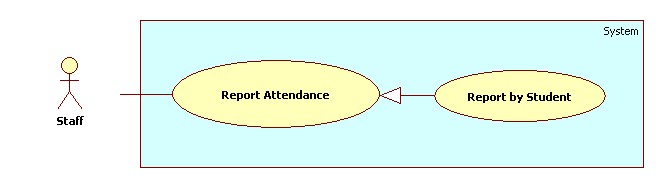 System
Report Attendance
Report by Student
Staff